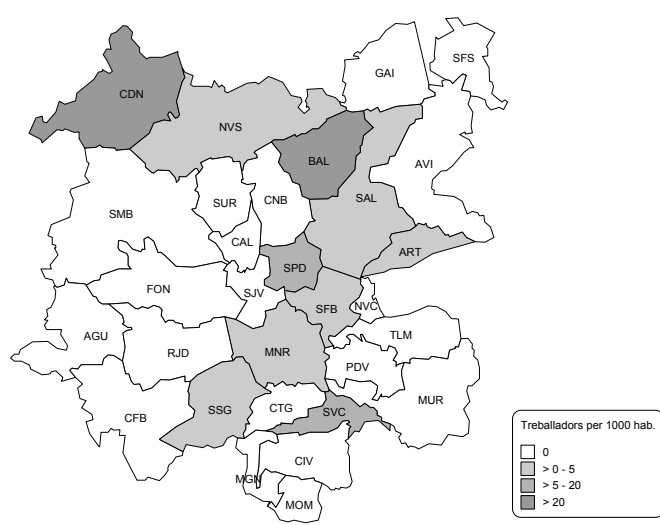 SFS
GAI
CDN
NVS
BAL
AVI
SAL
SUR
CNB
SMB
CAL
ART
SPD
FON
SJV
SFB
NVC
AGU
TLM
RJD
MNR
PDV
MUR
SSG
CTG
SVC
CFB
CIV
MGN
MOM
Treballadors per 1000 hab.
0
> 0 - 5
> 5 - 20
> 20